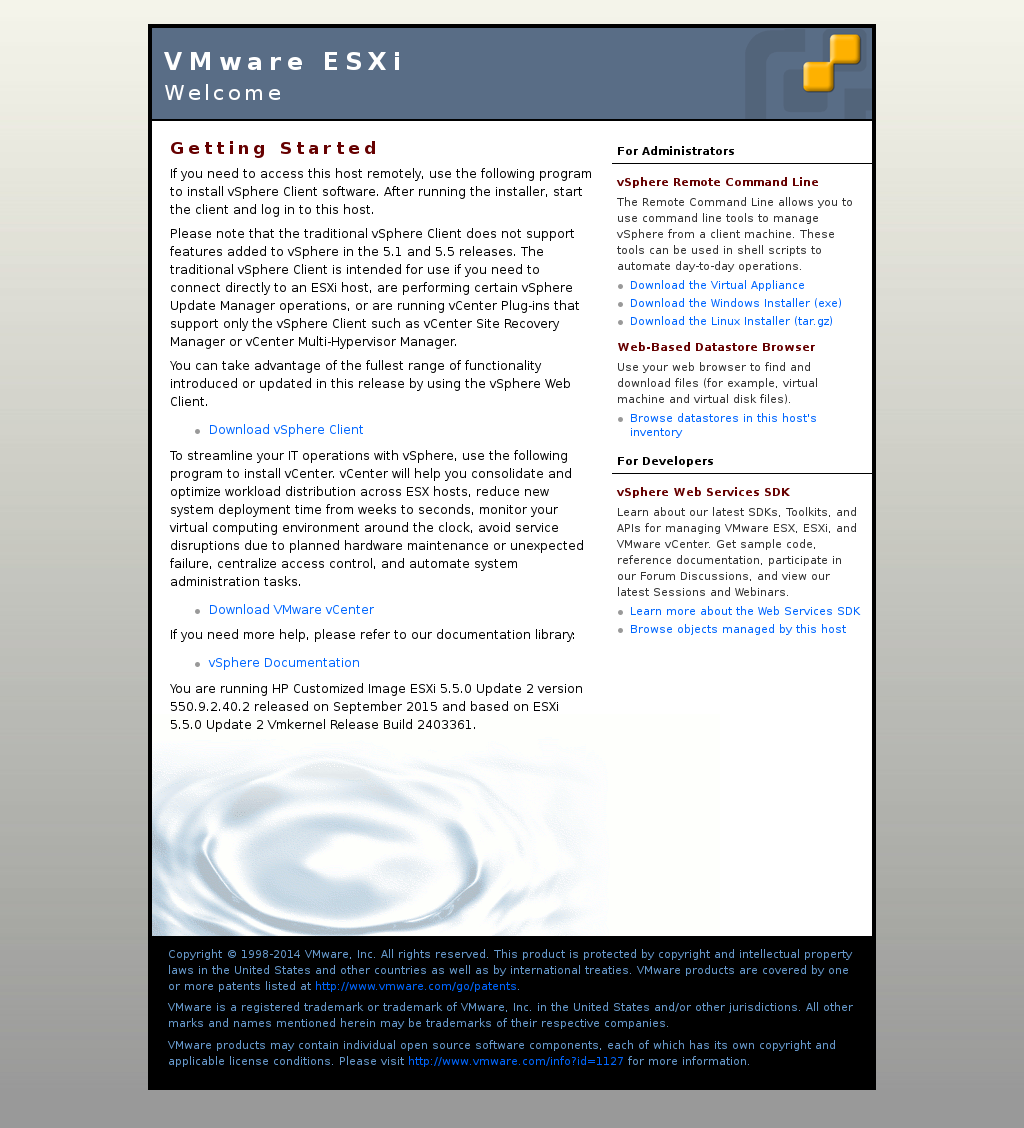 VMware ESXi
Welcome
Getting Started
If you need to access this host remotely, use the following program
to install vSphere Client software. After running the installer, start
the client and log in to this host.
Please note that the traditional vSphere Client does not support
features added to vSphere in the 5.1 and 5.5 releases. The
traditional vSphere Client is intended for use if you need to
connect directly to an ESXi host, are performing certain vSphere
Update Manager operations, or are running vCenter Plug-ins that
support only the vSphere Client such as vCenter Site Recovery
Manager or vCenter Multi-Hypervisor Manager.
You can take advantage of the fullest range of functionality
introduced or updated in this release by using the vSphere Web
Client.
Download vSphere Client
To streamline your IT operations with vSphere, use the following
program to install vCenter. vCenter will help you consolidate and
optimize workload distribution across ESX hosts, reduce new
system deployment time from weeks to seconds, monitor your
virtual computing environment around the clock, avoid service
disruptions due to planned hardware maintenance or unexpected
failure, centralize access control, and automate system
administration tasks.
Download VMware vCenter
If you need more help, please refer to our documentation library:
vSphere Documentation
You are running HP Customized Image ESXi 5.5.0 Update 2 version
550.9.2.40.2 released on September 2015 and based on ESXi
5.5.0 Update 2 Vmkernel Release Build 2403361.
For Administrators
vSphere Remote Command Line
The Remote Command Line allows you to
use command line tools to manage
vSphere from a client machine. These
tools can be used in shell scripts to
automate day-to-day operations.
Download the Virtual Appliance
Download the Windows Installer (exe)
Download the Linux Installer (tar.gz)
Web-Based Datastore Browser
Use your web browser to find and
download files (for example, virtual
machine and virtual disk files).
Browse datastores in this host's
inventory
For Developers
vSphere Web Services SDK
Learn about our latest SDKs, Toolkits, and
APIs for managing VMware ESX, ESXi, and
VMware vCenter. Get sample code,
reference documentation, participate in
our Forum Discussions, and view our
latest Sessions and Webinars.
Learn more about the Web Services SDK
Browse objects managed by this host
Copyright © 1998-2014 VMware, Inc. All rights reserved. This product is protected by copyright and intellectual property
laws in the United States and other countries as well as by international treaties. VMware products are covered by one
or more patents listed at http://www.vmware.com/go/patents.
VMware is a registered trademark or trademark of VMware, Inc. in the United States and/or other jurisdictions. All other
marks and names mentioned herein may be trademarks of their respective companies.
VMware products may contain individual open source software components, each of which has its own copyright and
applicable license conditions. Please visit http://www.vmware.com/info?id=1127 for more information.